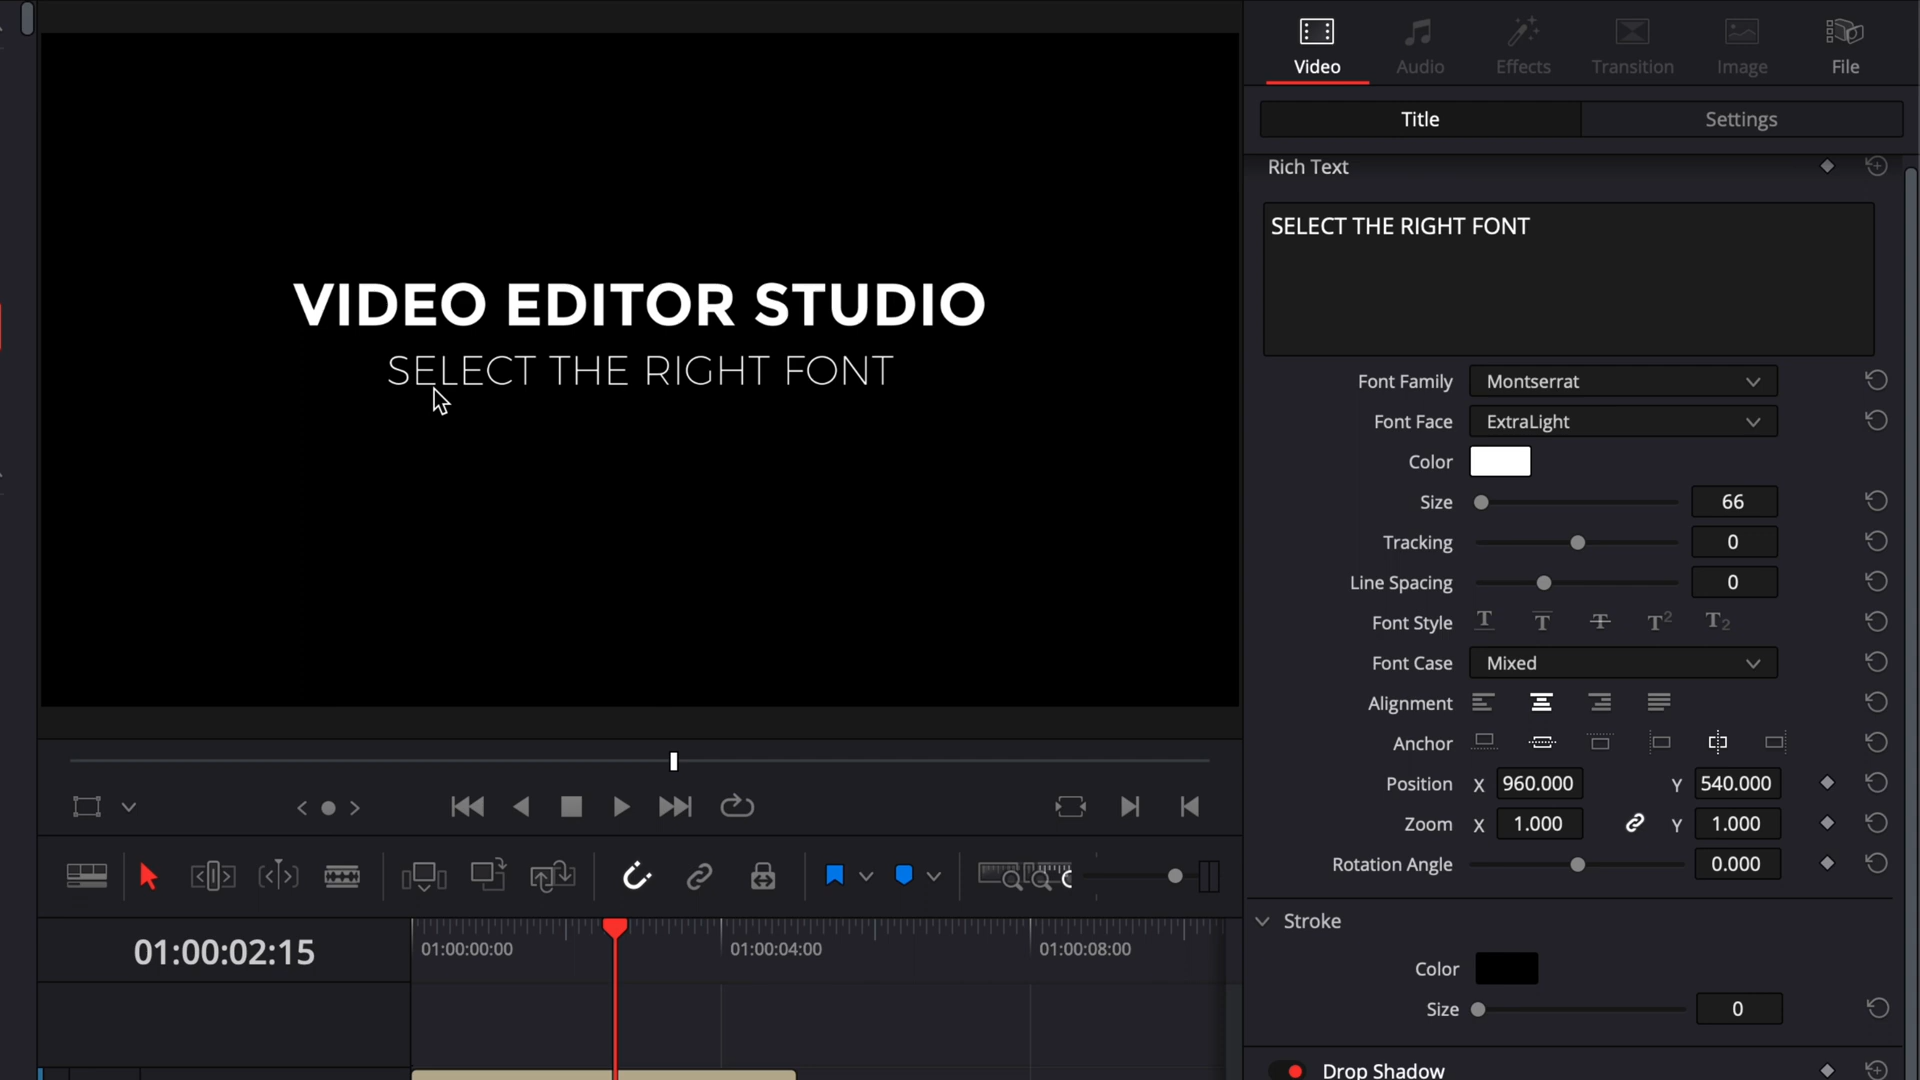 Video
Audio
Effects
Transition
Image
File
Title
Settings
Rich Text
SELECT THE RIGHT FONT
VIDEO EDITOR STUDIO
SELECT THE RIGHT FONT
Font Family Montserrat
Font Face ExtraLight
Color
Size 66
Tracking 0
Line Spacing 0
Font Style T T T T2 T2
Font Case Mixed
Alignment
Anchor
Position X 960.000 Y 540.000
Zoom X 1.000 Y 1.000
Rotation Angle 0.000
Stroke
Color
Size 0
Drop Shadow
01:00:02:15
01:00:00:00
01:00:04:00
01:00:08:00